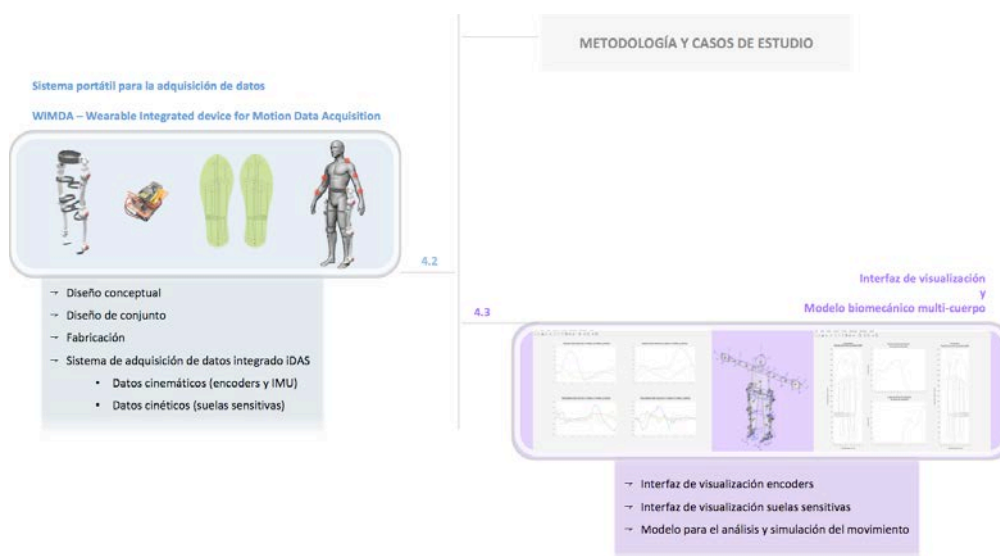 METODOLOGÍA Y CASOS DE ESTUDIO
Sistema portátil para la adquisición de datos
WIMDA – Wearable Integrated device for Motion Data Acquisition
4.2
→ Diseño conceptual
→ Diseño de conjunto
→ Fabricación
→ Sistema de adquisición de datos integrado iDAS
• Datos cinemáticos (encoders y IMU)
• Datos cinéticos (suelas sensitivas)
Interfaz de visualización
y
Modelo biomecánico multi-cuerpo
4.3
→ Interfaz de visualización encoders
→ Interfaz de visualización suelas sensitivas
→ Modelo para el análisis y simulación del movimiento